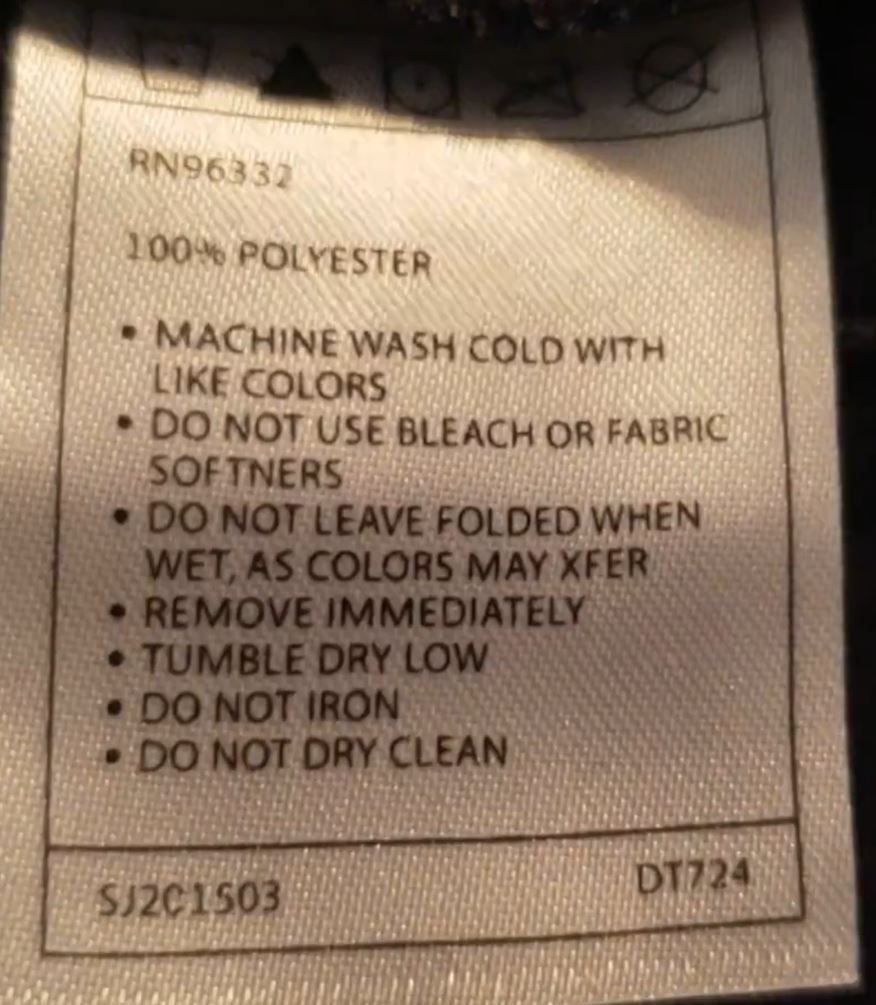 RN96332
100% POLYESTER
• MACHINE WASH COLD WITH
LIKE COLORS
• DO NOT USE BLEACH OR FABRIC
SOFTNERS
• DO NOT LEAVE FOLDED WHEN
WET, AS COLORS MAY XFER
• REMOVE IMMEDIATELY
• TUMBLE DRY LOW
• DO NOT IRON
• DO NOT DRY CLEAN
SJ2C1503
DT724